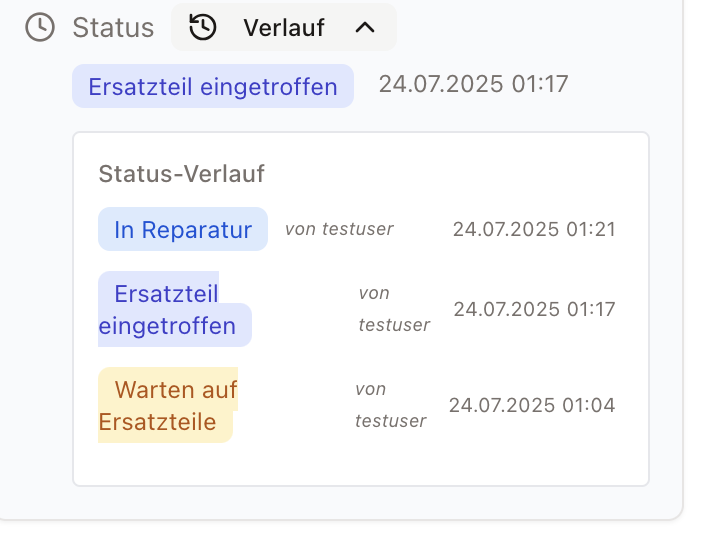 Status Verlauf
Ersatzteil eingetroffen 24.07.2025 01:17
Status-Verlauf
In Reparatur von testuser 24.07.2025 01:21
Ersatzteil
eingetroffen
von
testuser
24.07.2025 01:17
Warten auf
Ersatzteile
von
testuser
24.07.2025 01:04